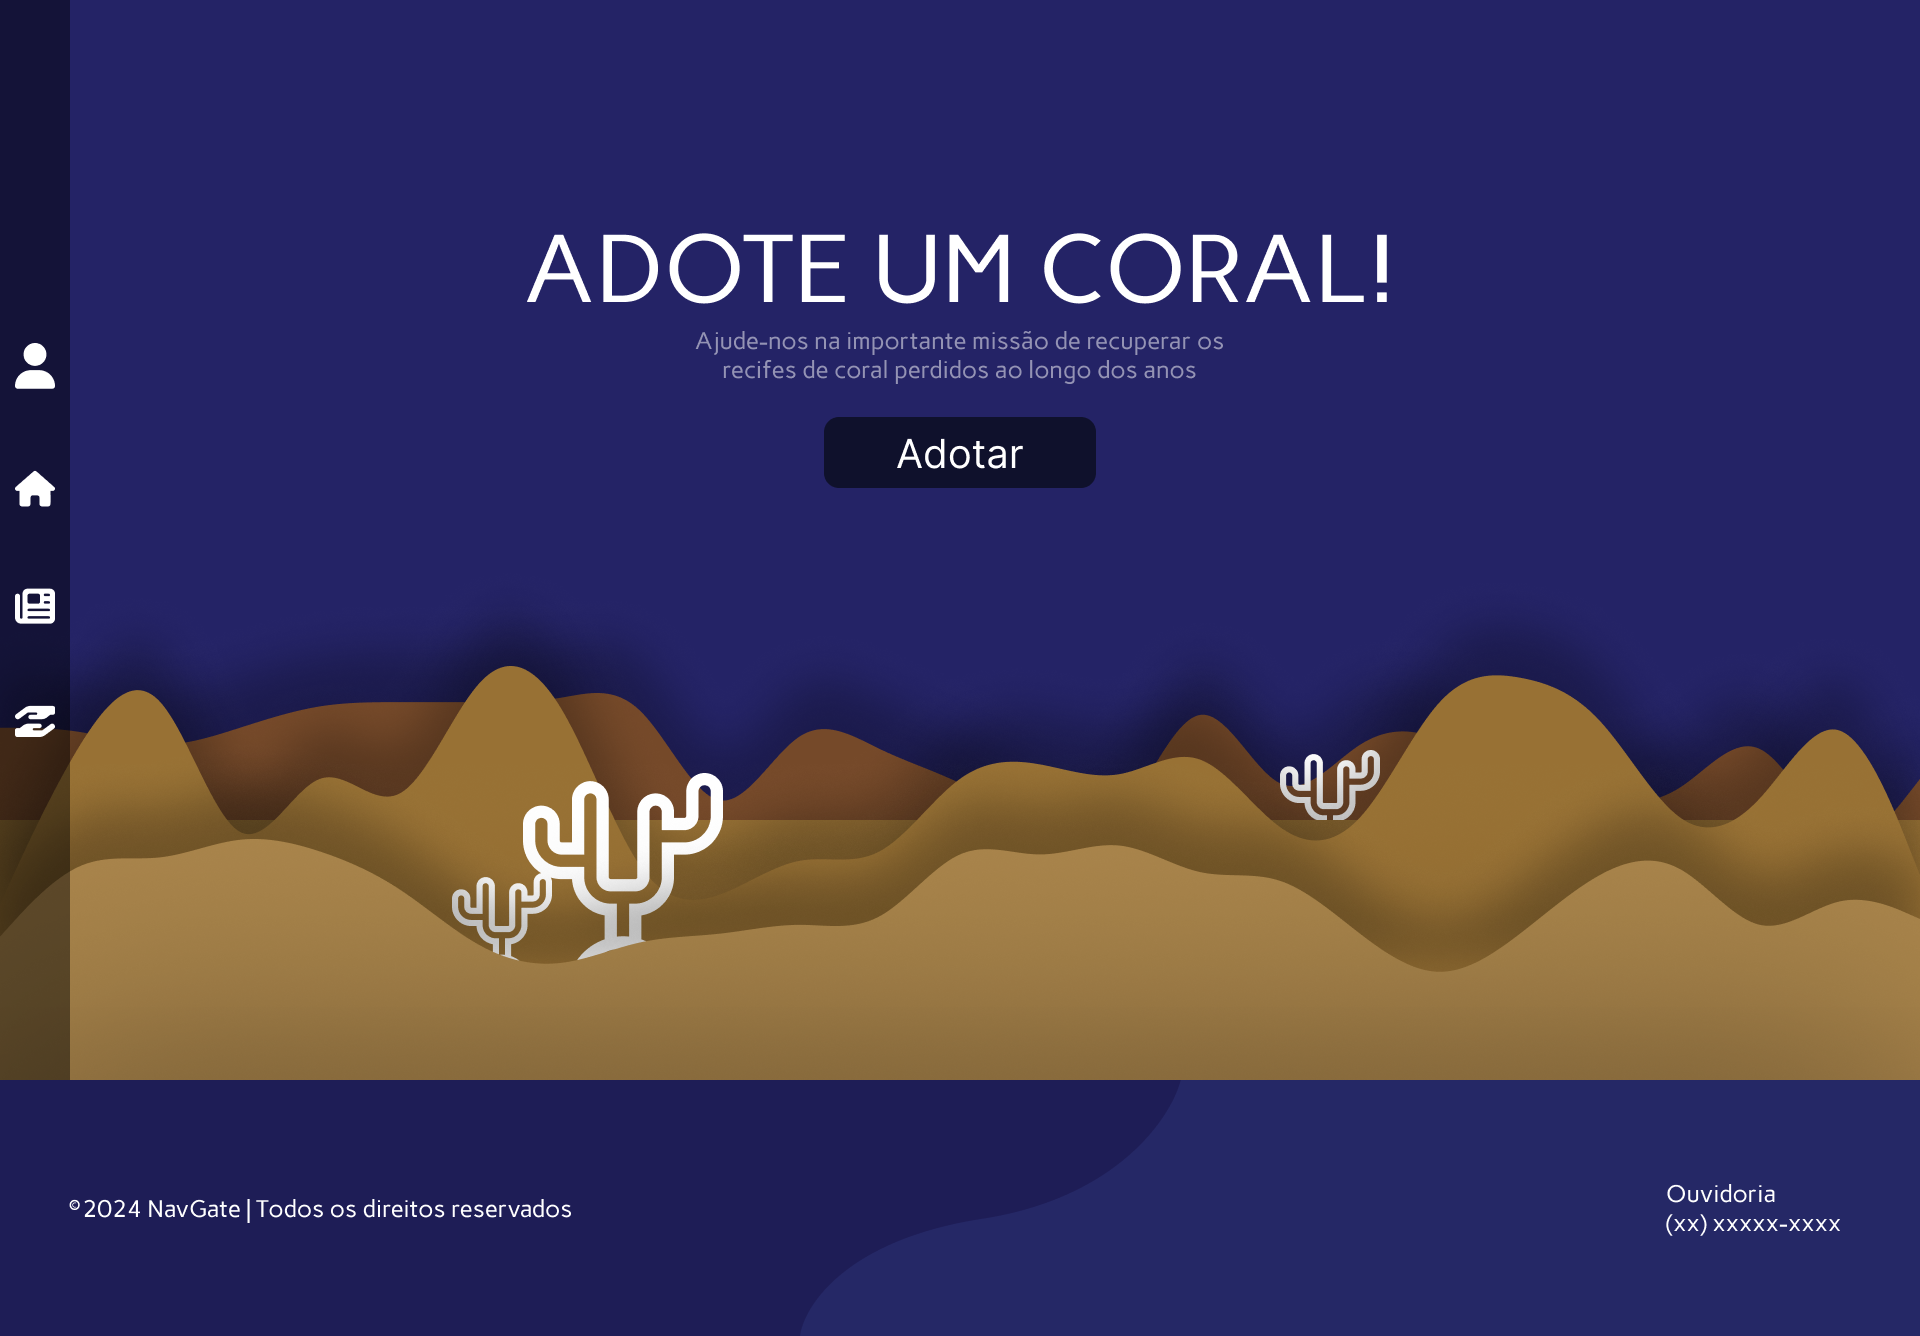 ADOTE UM CORAL!
Ajude-nos na importante missão de recuperar os
recifes de coral perdidos ao longo dos anos
Adotar
©2024 NavGate | Todos os direitos reservados
Ouvidoria
(xx) xxxxx-xxxx